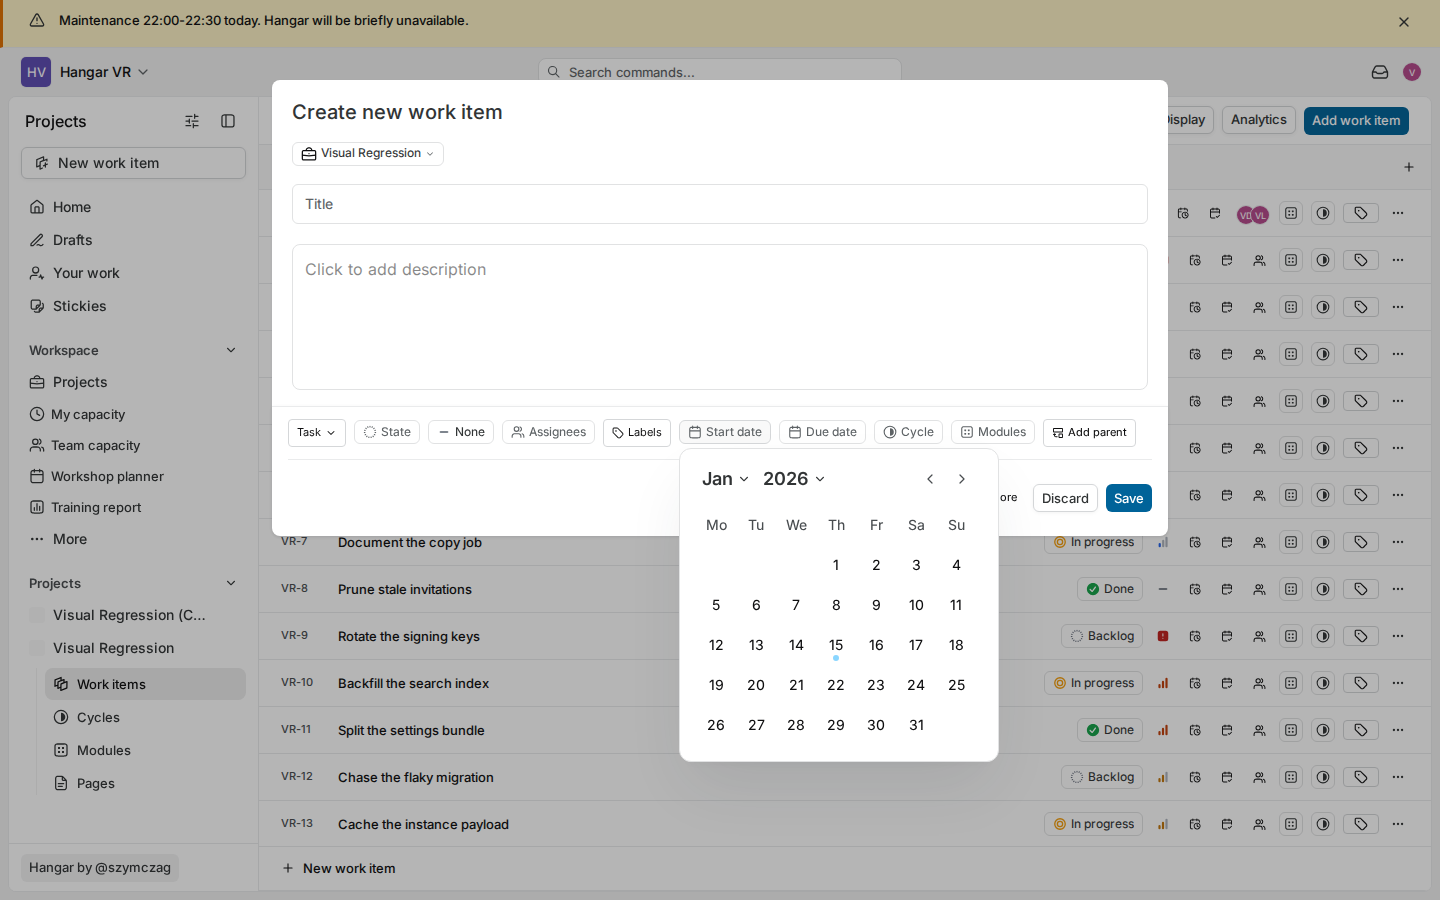 Maintenance 22:00-22:30 today. Hangar will be briefly unavailable.
HV Hangar VR
Search commands...
V
Projects
New work item
Home
Drafts
Your work
Stickies
Workspace
Projects
My capacity
Team capacity
Workshop planner
Training report
More
Projects
Visual Regression (C...
Visual Regression
Work items
Cycles
Modules
Pages
Hangar by @szymczag
Display
Analytics
Add work item
Create new work item
Visual Regression
Title
Click to add description
Task
State
None
Assignees
Labels
Start date
Due date
Cycle
Modules
Add parent
Discard
Save
Jan 2026
Mo Tu We Th Fr Sa Su
1 2 3 4
5 6 7 8 9 10 11
12 13 14 15 16 17 18
19 20 21 22 23 24 25
26 27 28 29 30 31
VL
VR-7 Document the copy job In progress
VR-8 Prune stale invitations Done
VR-9 Rotate the signing keys Backlog
VR-10 Backfill the search index In progress
VR-11 Split the settings bundle Done
VR-12 Chase the flaky migration Backlog
VR-13 Cache the instance payload In progress
New work item